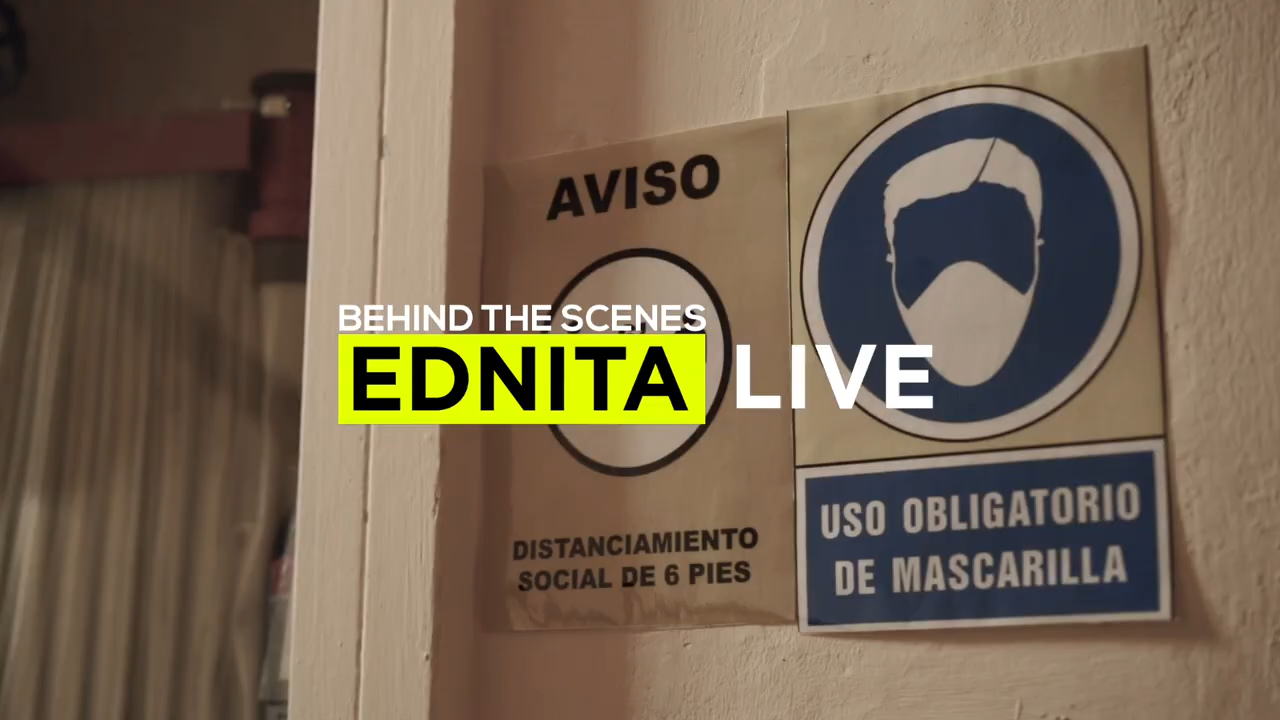 AVISO
BEHIND THE SCENES
EDNITA LIVE
DISTANCIAMIENTO
SOCIAL DE 6 PIES
USO OBLIGATORIO
DE MASCARILLA